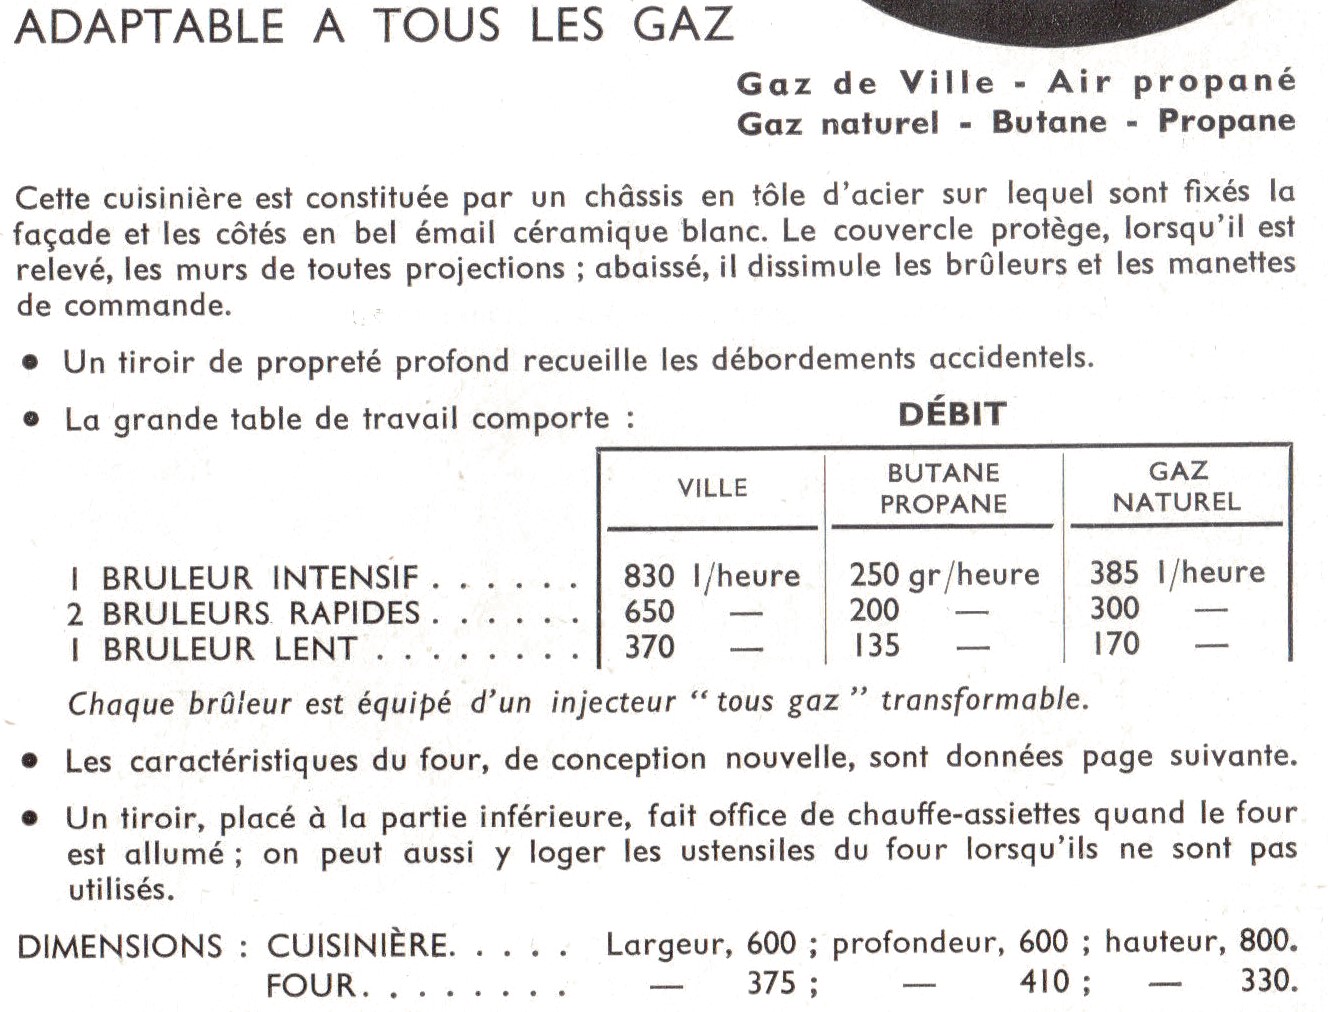 ADAPTABLE A TOUS LES GAZ
Gaz de Ville - Air propané
Gaz naturel - Butane - Propane
Cette cuisinière est constituée par un châssis en tôle d'acier sur lequel sont fixés la
façade et les côtés en bel émail céramique blanc. Le couvercle protège, lorsqu'il est
relevé, les murs de toutes projections ; abaissé, il dissimule les brûleurs et les manettes
de commande.
• Un tiroir de propreté profond recueille les débordements accidentels.
• La grande table de travail comporte :
DÉBIT
VILLE BUTANE PROPANE GAZ NATUREL
1 BRULEUR INTENSIF . . . . . . 830 l/heure 250 gr/heure 385 l/heure
2 BRULEURS RAPIDES . . . . . . 650 — 200 — 300 —
1 BRULEUR LENT . . . . . . . . 370 — 135 — 170 —
Chaque brûleur est équipé d'un injecteur “ tous gaz ” transformable.
• Les caractéristiques du four, de conception nouvelle, sont données page suivante.
• Un tiroir, placé à la partie inférieure, fait office de chauffe-assiettes quand le four
est allumé ; on peut aussi y loger les ustensiles du four lorsqu'ils ne sont pas
utilisés.
DIMENSIONS : CUISINIÈRE. . . . . Largeur, 600 ; profondeur, 600 ; hauteur, 800.
FOUR. . . . . . . . — 375 ; — 410 ; — 330.